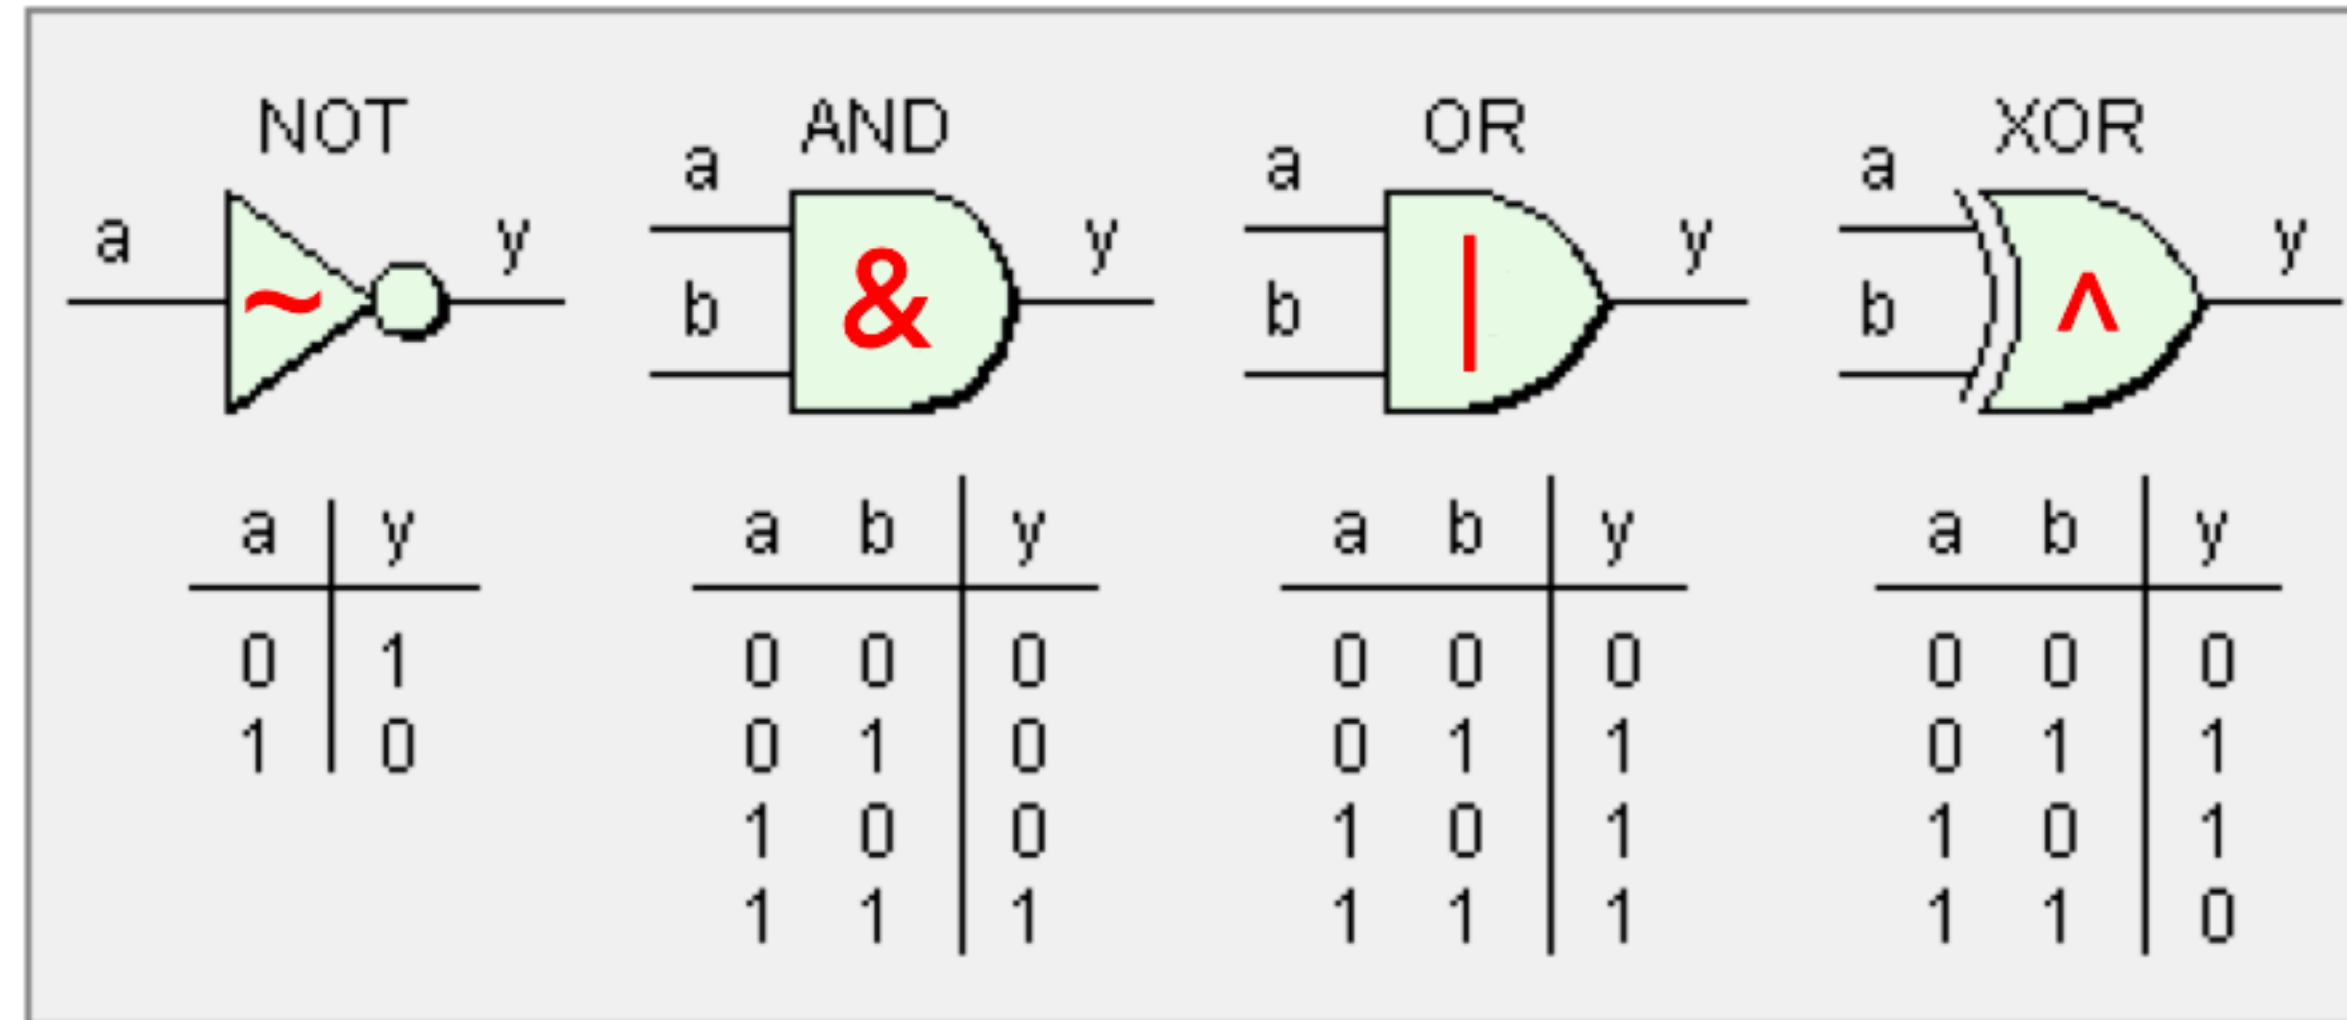 NOT AND OR XOR
a a a
a y y y y
~ & | ^
b b b
a y a b y a b y a b y
0 1 0 0 0 0 0 0 0 0 0
1 0 0 1 0 0 1 1 0 1 1
1 0 0 1 0 1 1 0 1
1 1 1 1 1 1 1 1 0